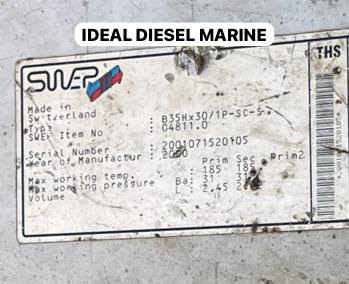 IDEAL DIESEL MARINE
SWEP
THS
Made in
Switzerland
Type : B35Hx30/1P-SC-S
SWEP Item No : 04811.0
Serial Number : 2001071520105
Year of Manufactur : 2000
Prim Sec Prim2
Max working temp. : 185 185
Max working pressure Ba: 31
Volume L: 2.45